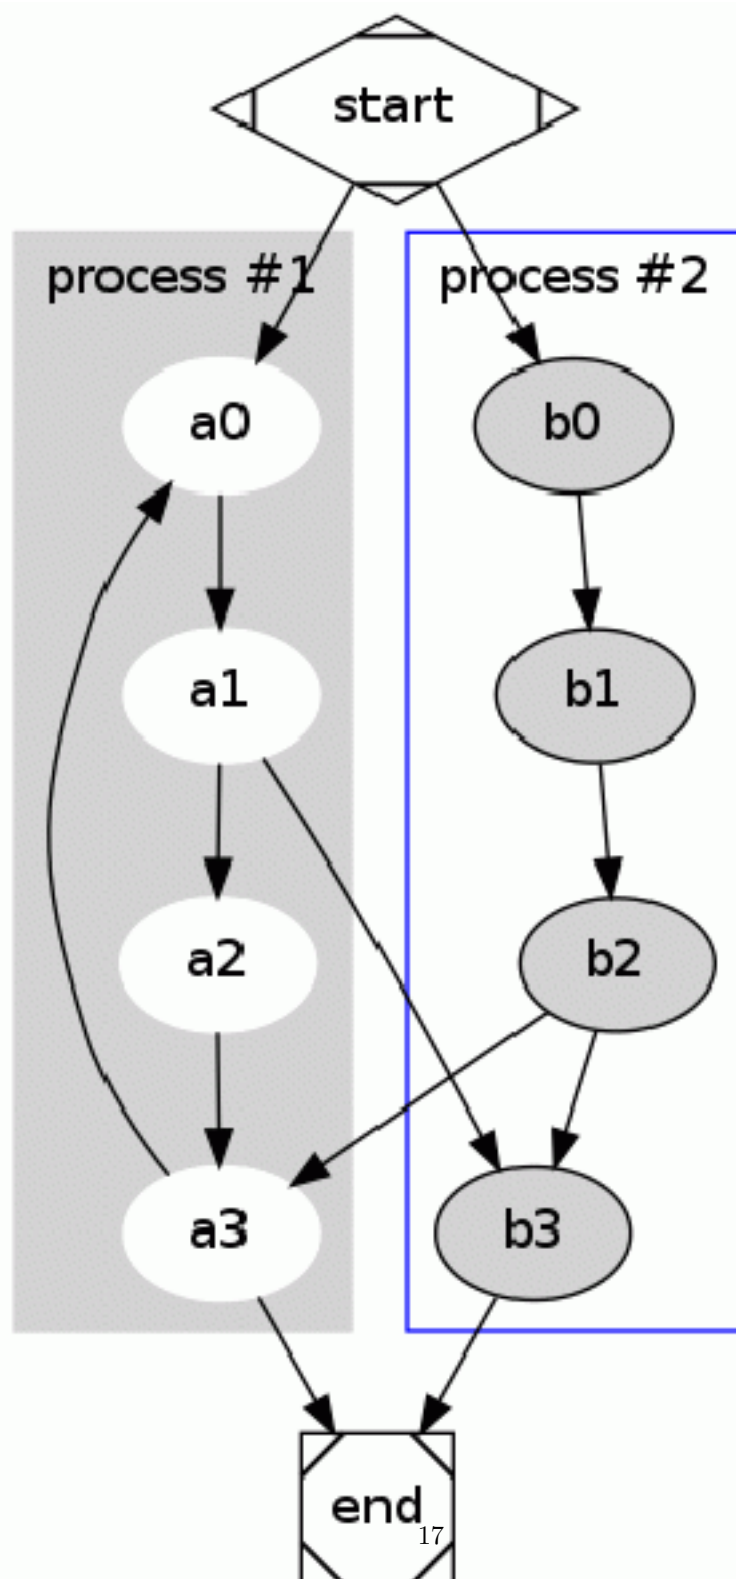 start
process #1
process #2
a0
b0
a1
b1
a2
b2
a3
b3
end
17